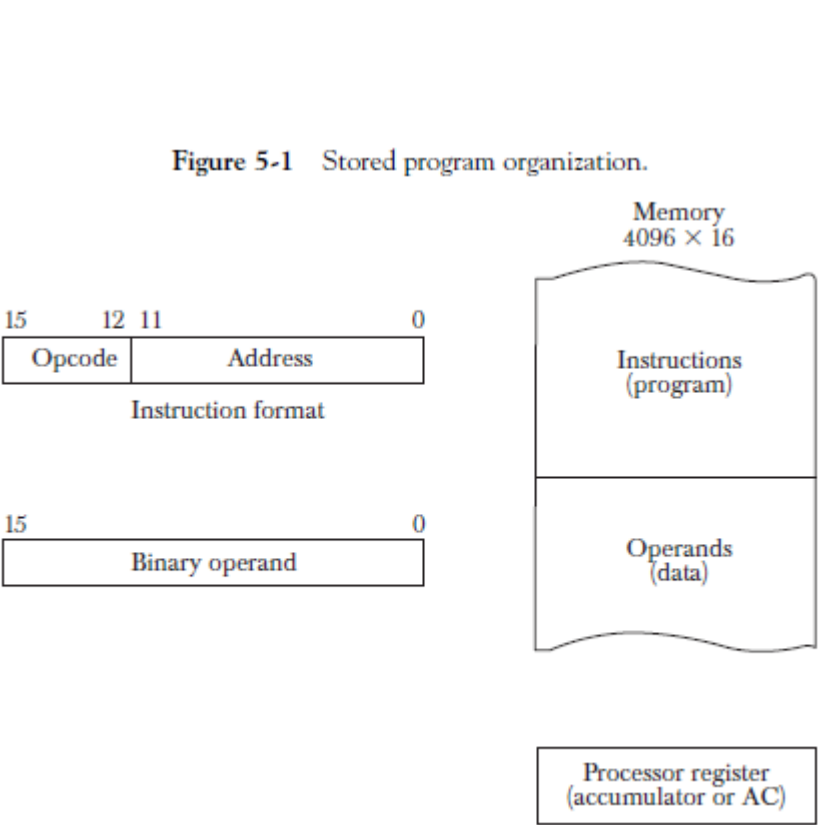 Figure 5-1 Stored program organization.
Memory
4096 × 16
15 12 11 0
Opcode Address
Instruction format
Instructions
(program)
15 0
Binary operand
Operands
(data)
Processor register
(accumulator or AC)